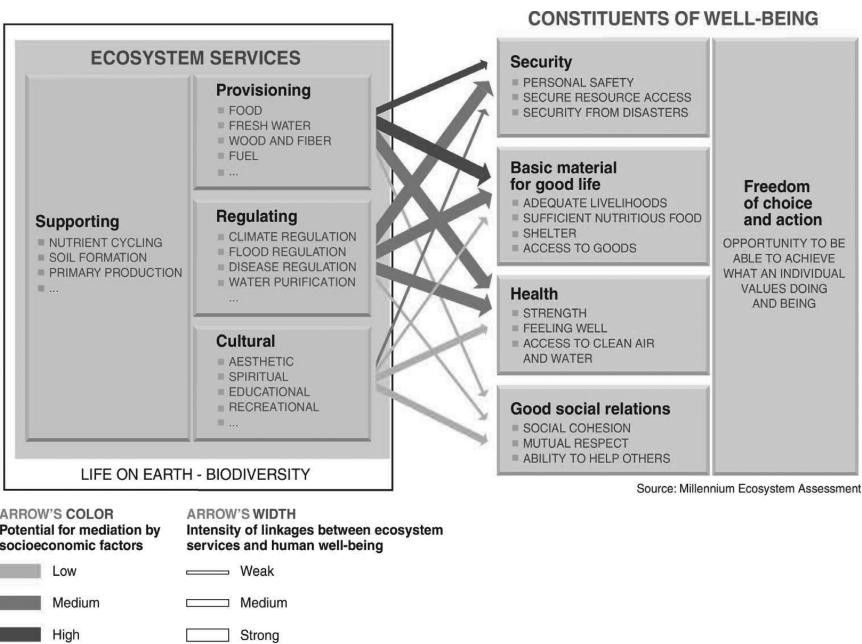 CONSTITUENTS OF WELL-BEING
ECOSYSTEM SERVICES
Supporting
NUTRIENT CYCLING
SOIL FORMATION
PRIMARY PRODUCTION
...
Provisioning
FOOD
FRESH WATER
WOOD AND FIBER
FUEL
...
Regulating
CLIMATE REGULATION
FLOOD REGULATION
DISEASE REGULATION
WATER PURIFICATION
...
Cultural
AESTHETIC
SPIRITUAL
EDUCATIONAL
RECREATIONAL
...
LIFE ON EARTH - BIODIVERSITY
Security
PERSONAL SAFETY
SECURE RESOURCE ACCESS
SECURITY FROM DISASTERS
Basic material
for good life
ADEQUATE LIVELIHOODS
SUFFICIENT NUTRITIOUS FOOD
SHELTER
ACCESS TO GOODS
Health
STRENGTH
FEELING WELL
ACCESS TO CLEAN AIR
AND WATER
Good social relations
SOCIAL COHESION
MUTUAL RESPECT
ABILITY TO HELP OTHERS
Freedom
of choice
and action
OPPORTUNITY TO BE
ABLE TO ACHIEVE
WHAT AN INDIVIDUAL
VALUES DOING
AND BEING
Source: Millennium Ecosystem Assessment
ARROW'S COLOR
Potential for mediation by
socioeconomic factors
Low
Medium
High
ARROW'S WIDTH
Intensity of linkages between ecosystem
services and human well-being
Weak
Medium
Strong